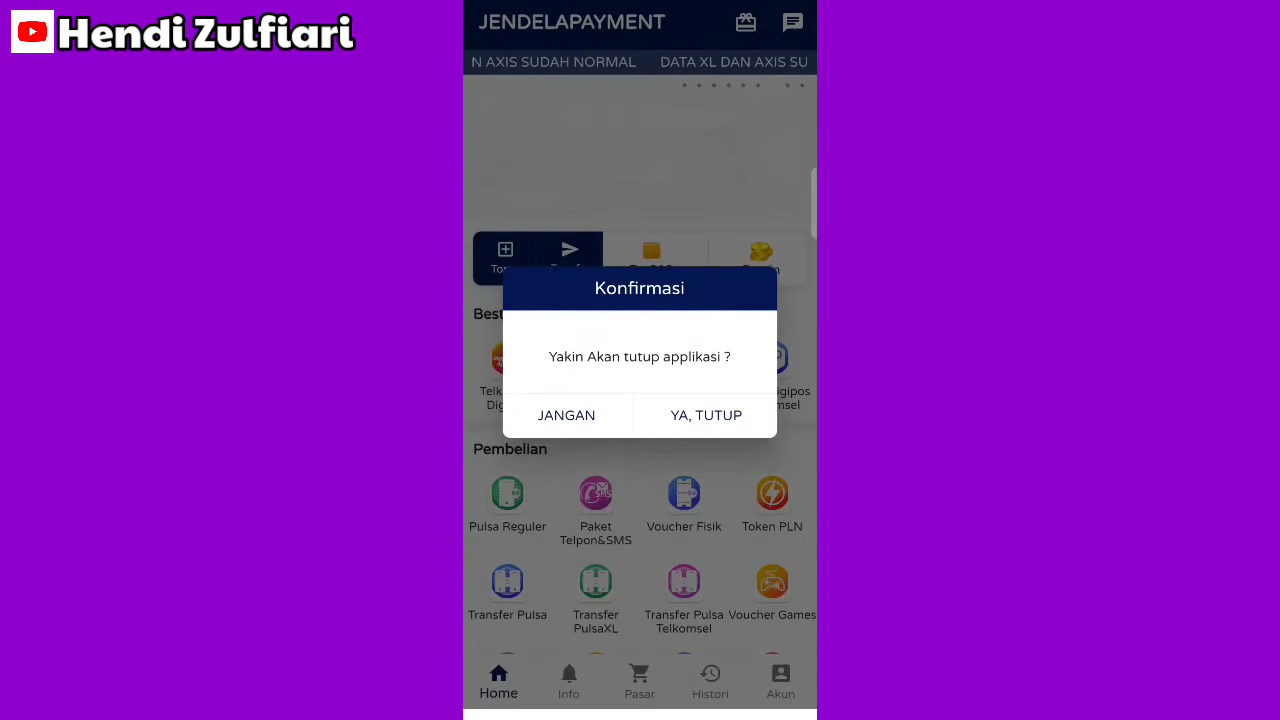 Hendi Zulfiari
JENDELAPAYMENT
N AXIS SUDAH NORMAL DATA XL DAN AXIS SU
Konfirmasi
Best
Yakin Akan tutup applikasi ?
JANGAN YA, TUTUP
Pembelian
Pulsa Reguler
Paket
Telpon&SMS
Voucher Fisik
Token PLN
Transfer Pulsa
Transfer
PulsaXL
Transfer Pulsa
Telkomsel
Voucher Games
Home
Info
Pasar
Histori
Akun